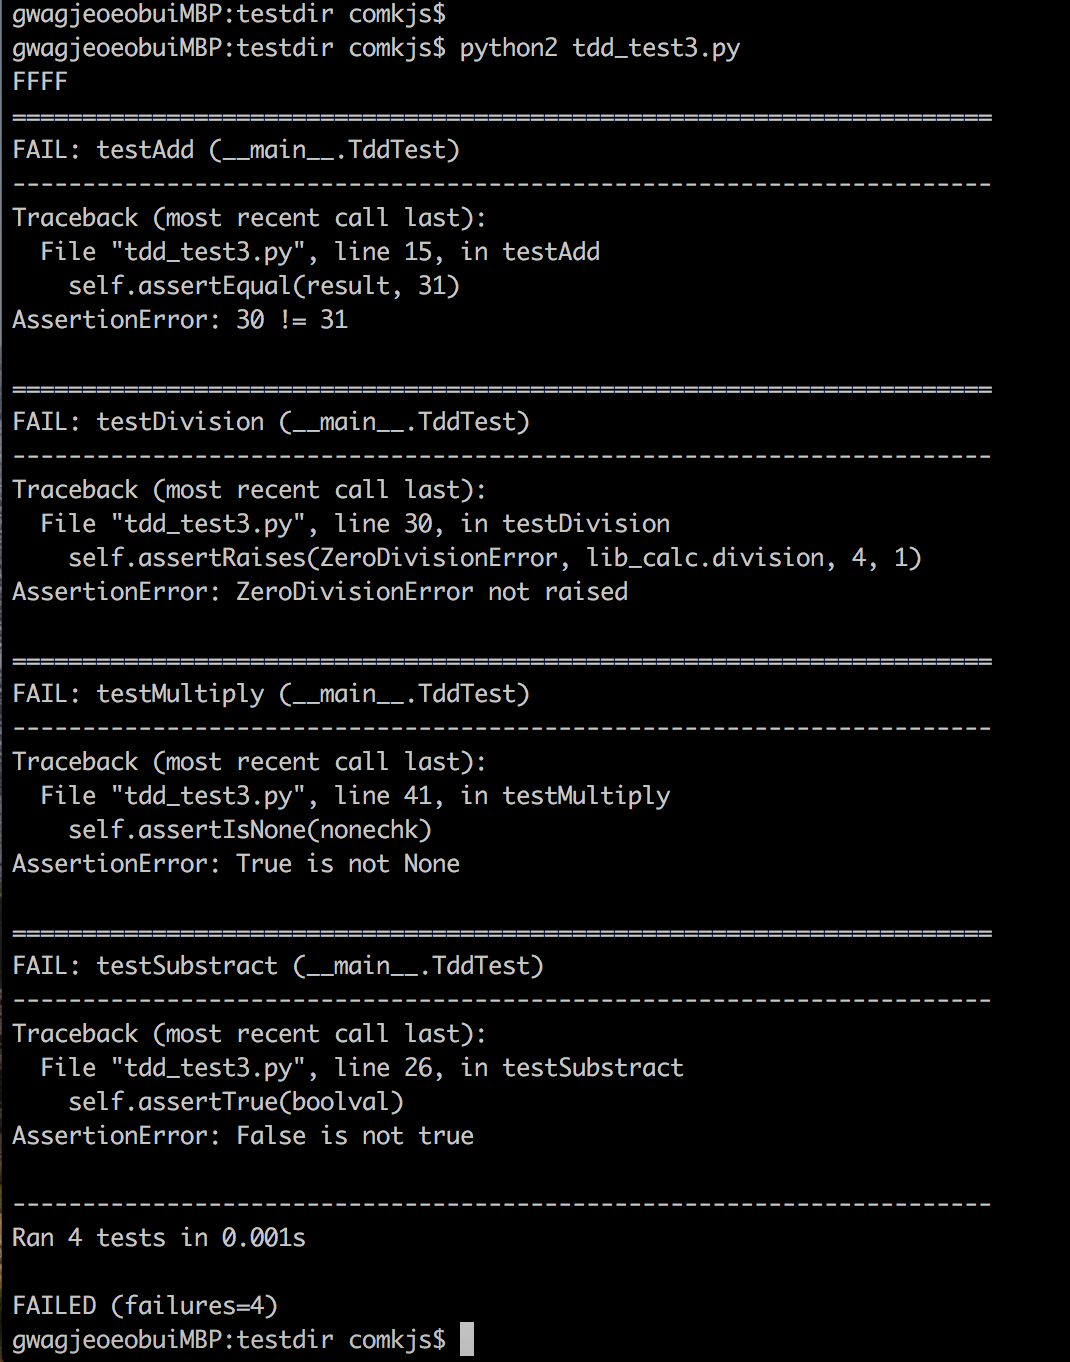 gwagjeoeobuiMBP:testdir comkjs$
gwagjeoeobuiMBP:testdir comkjs$ python2 tdd_test3.py
FFFF
======================================================================
FAIL: testAdd (__main__.TddTest)
----------------------------------------------------------------------
Traceback (most recent call last):
  File "tdd_test3.py", line 15, in testAdd
    self.assertEqual(result, 31)
AssertionError: 30 != 31

======================================================================
FAIL: testDivision (__main__.TddTest)
----------------------------------------------------------------------
Traceback (most recent call last):
  File "tdd_test3.py", line 30, in testDivision
    self.assertRaises(ZeroDivisionError, lib_calc.division, 4, 1)
AssertionError: ZeroDivisionError not raised

======================================================================
FAIL: testMultiply (__main__.TddTest)
----------------------------------------------------------------------
Traceback (most recent call last):
  File "tdd_test3.py", line 41, in testMultiply
    self.assertIsNone(nonechk)
AssertionError: True is not None

======================================================================
FAIL: testSubstract (__main__.TddTest)
----------------------------------------------------------------------
Traceback (most recent call last):
  File "tdd_test3.py", line 26, in testSubstract
    self.assertTrue(boolval)
AssertionError: False is not true

----------------------------------------------------------------------
Ran 4 tests in 0.001s

FAILED (failures=4)
gwagjeoeobuiMBP:testdir comkjs$